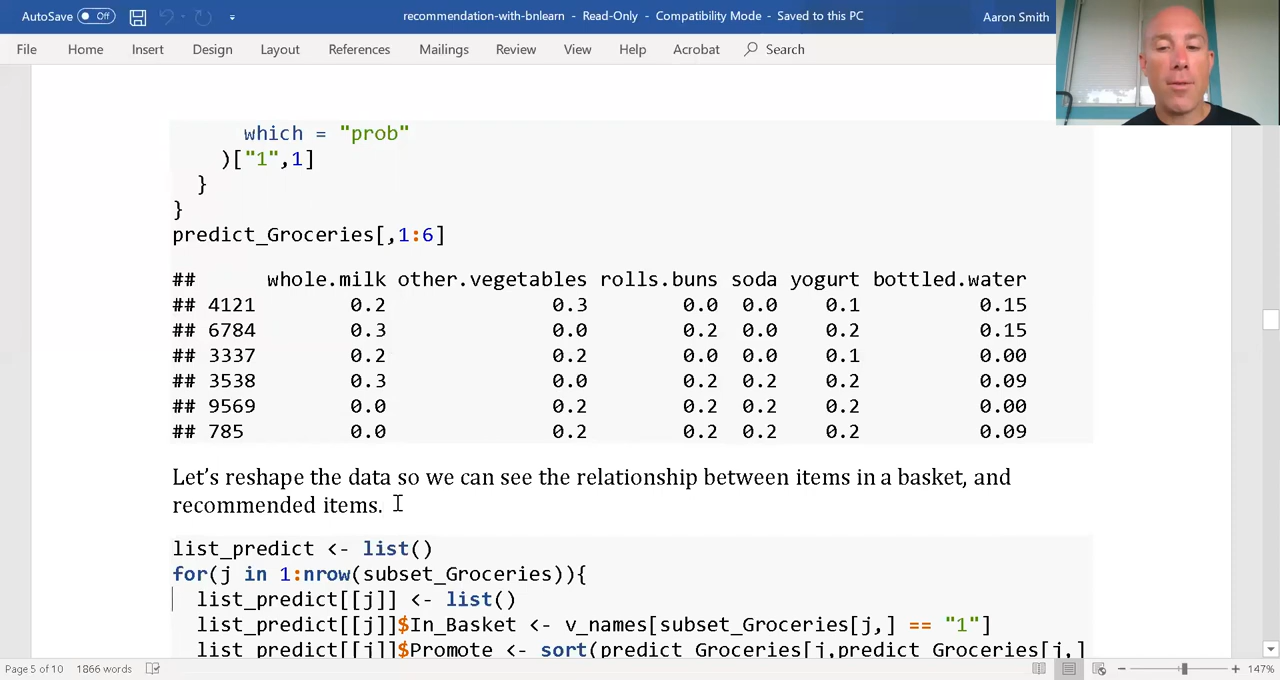 AutoSave Off recommendation-with-bnlearn - Read-Only - Compatibility Mode - Saved to this PC Aaron Smith
File Home Insert Design Layout References Mailings Review View Help Acrobat Search
which = "prob"
)["1",1]
}
}
predict_Groceries[,1:6]
## whole.milk other.vegetables rolls.buns soda yogurt bottled.water
## 4121 0.2 0.3 0.0 0.0 0.1 0.15
## 6784 0.3 0.0 0.2 0.0 0.2 0.15
## 3337 0.2 0.2 0.0 0.0 0.1 0.00
## 3538 0.3 0.0 0.2 0.2 0.2 0.09
## 9569 0.0 0.2 0.2 0.2 0.2 0.00
## 785 0.0 0.2 0.2 0.2 0.2 0.09
Let's reshape the data so we can see the relationship between items in a basket, and
recommended items.
list_predict <- list()
for(j in 1:nrow(subset_Groceries)){
list_predict[[j]] <- list()
list_predict[[j]]$In_Basket <- v_names[subset_Groceries[j,] == "1"]
list_predict[[j]]$Promote <- sort(predict_Groceries[j,predict_Groceries[j,]
Page 5 of 10 1866 words 147%